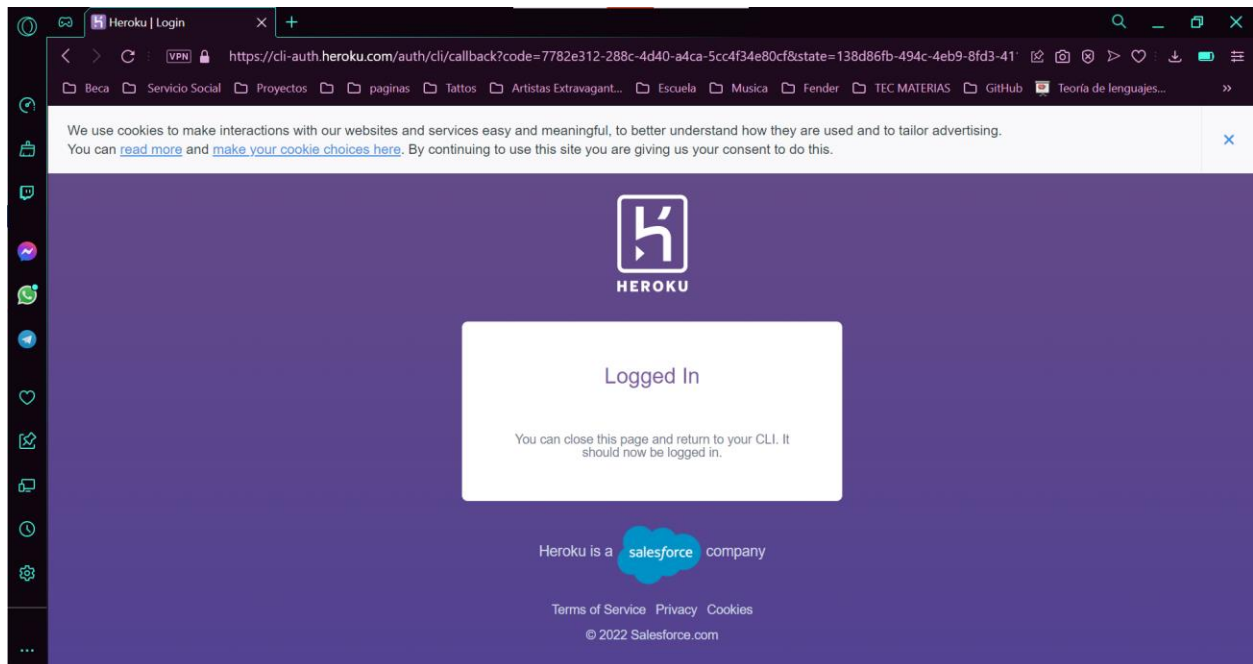 Heroku | Login
VPN https://cli-auth.heroku.com/auth/cli/callback?code=7782e312-288c-4d40-a4ca-5cc4f34e80cf&state=138d86fb-494c-4eb9-8fd3-41
Beca Servicio Social Proyectos paginas Tattos Artistas Extravagant... Escuela Musica Fender TEC MATERIAS GitHub Teoría de lenguajes... »
We use cookies to make interactions with our websites and services easy and meaningful, to better understand how they are used and to tailor advertising.
You can read more and make your cookie choices here. By continuing to use this site you are giving us your consent to do this.
HEROKU
Logged In
You can close this page and return to your CLI. It
should now be logged in.
Heroku is a salesforce company
Terms of Service Privacy Cookies
© 2022 Salesforce.com